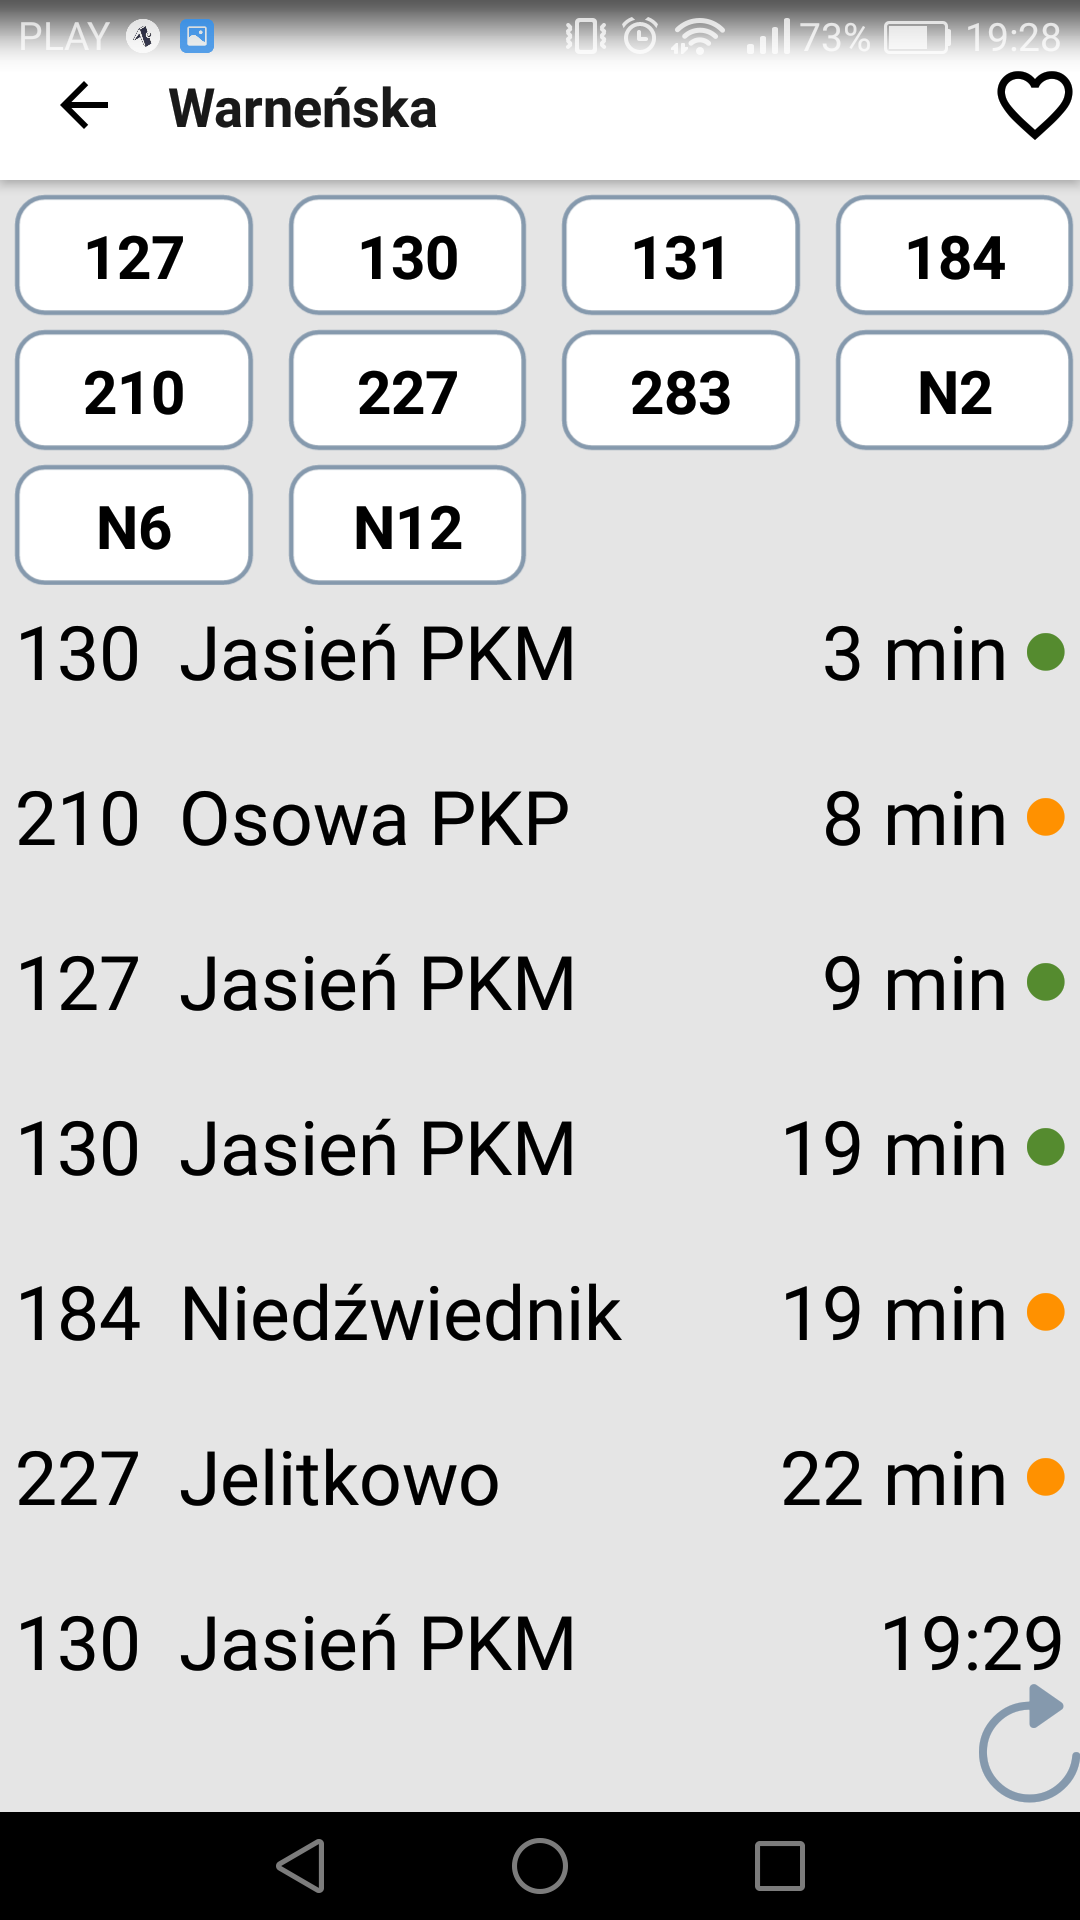 PLAY 73% 19:28
Warneńska
127 130 131 184
210 227 283 N2
N6 N12
130 Jasień PKM 3 min
210 Osowa PKP 8 min
127 Jasień PKM 9 min
130 Jasień PKM 19 min
184 Niedźwiednik 19 min
227 Jelitkowo 22 min
130 Jasień PKM 19:29